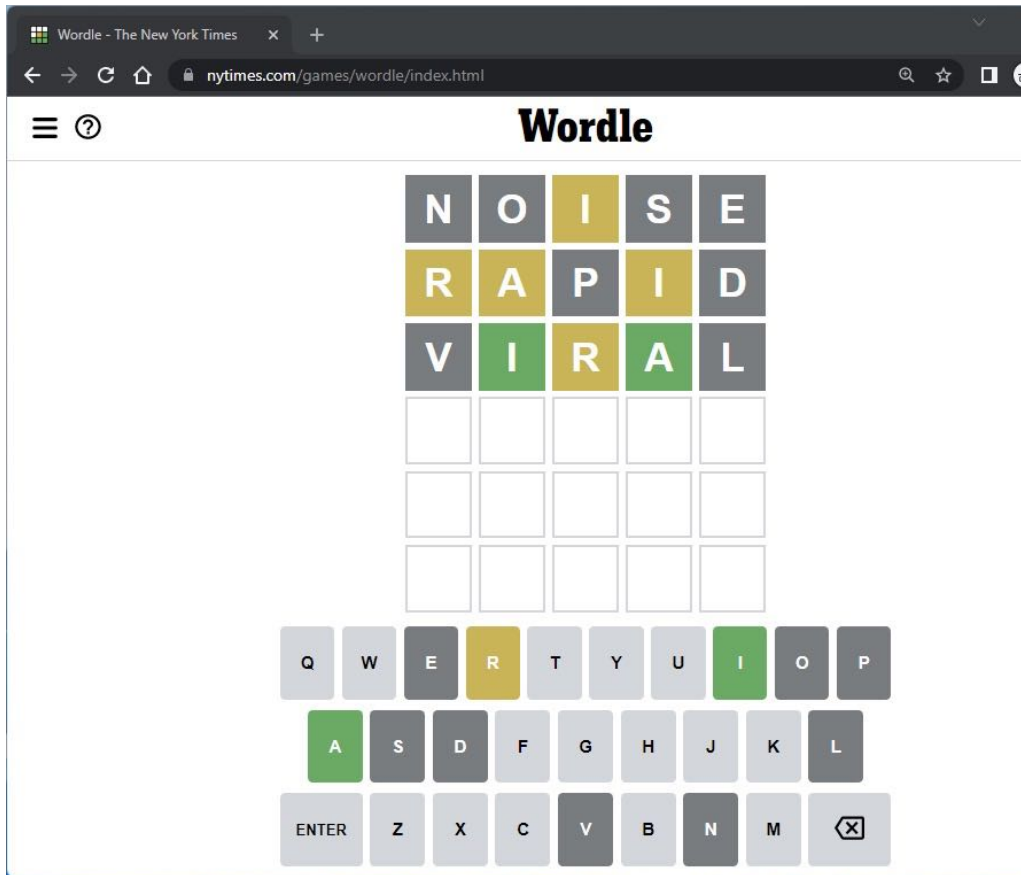 Wordle - The New York Times
nytimes.com/games/wordle/index.html
Wordle
N O I S E
R A P I D
V I R A L
Q W E R T Y U I O P
A S D F G H J K L
ENTER Z X C V B N M